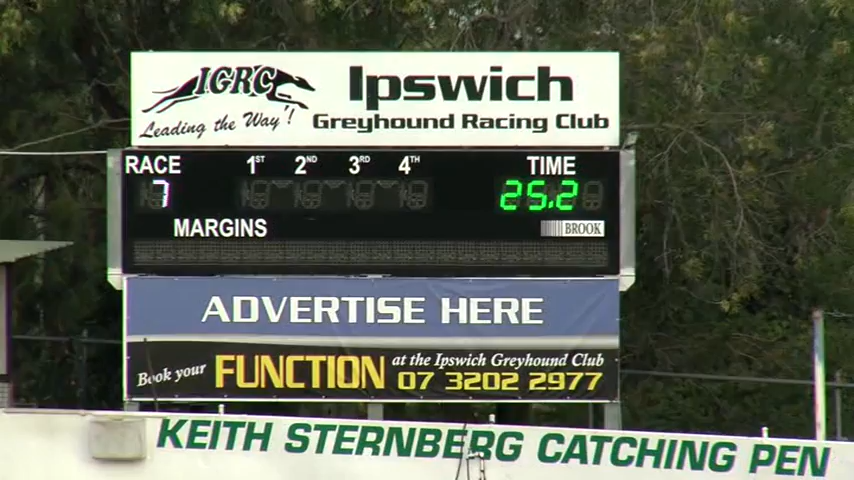 IGRC
Leading the Way'!
Ipswich
Greyhound Racing Club
RACE 1ST 2ND 3RD 4TH TIME
7 25.2
MARGINS BROOK
ADVERTISE HERE
Book your FUNCTION at the Ipswich Greyhound Club
07 3202 2977
KEITH STERNBERG CATCHING PEN